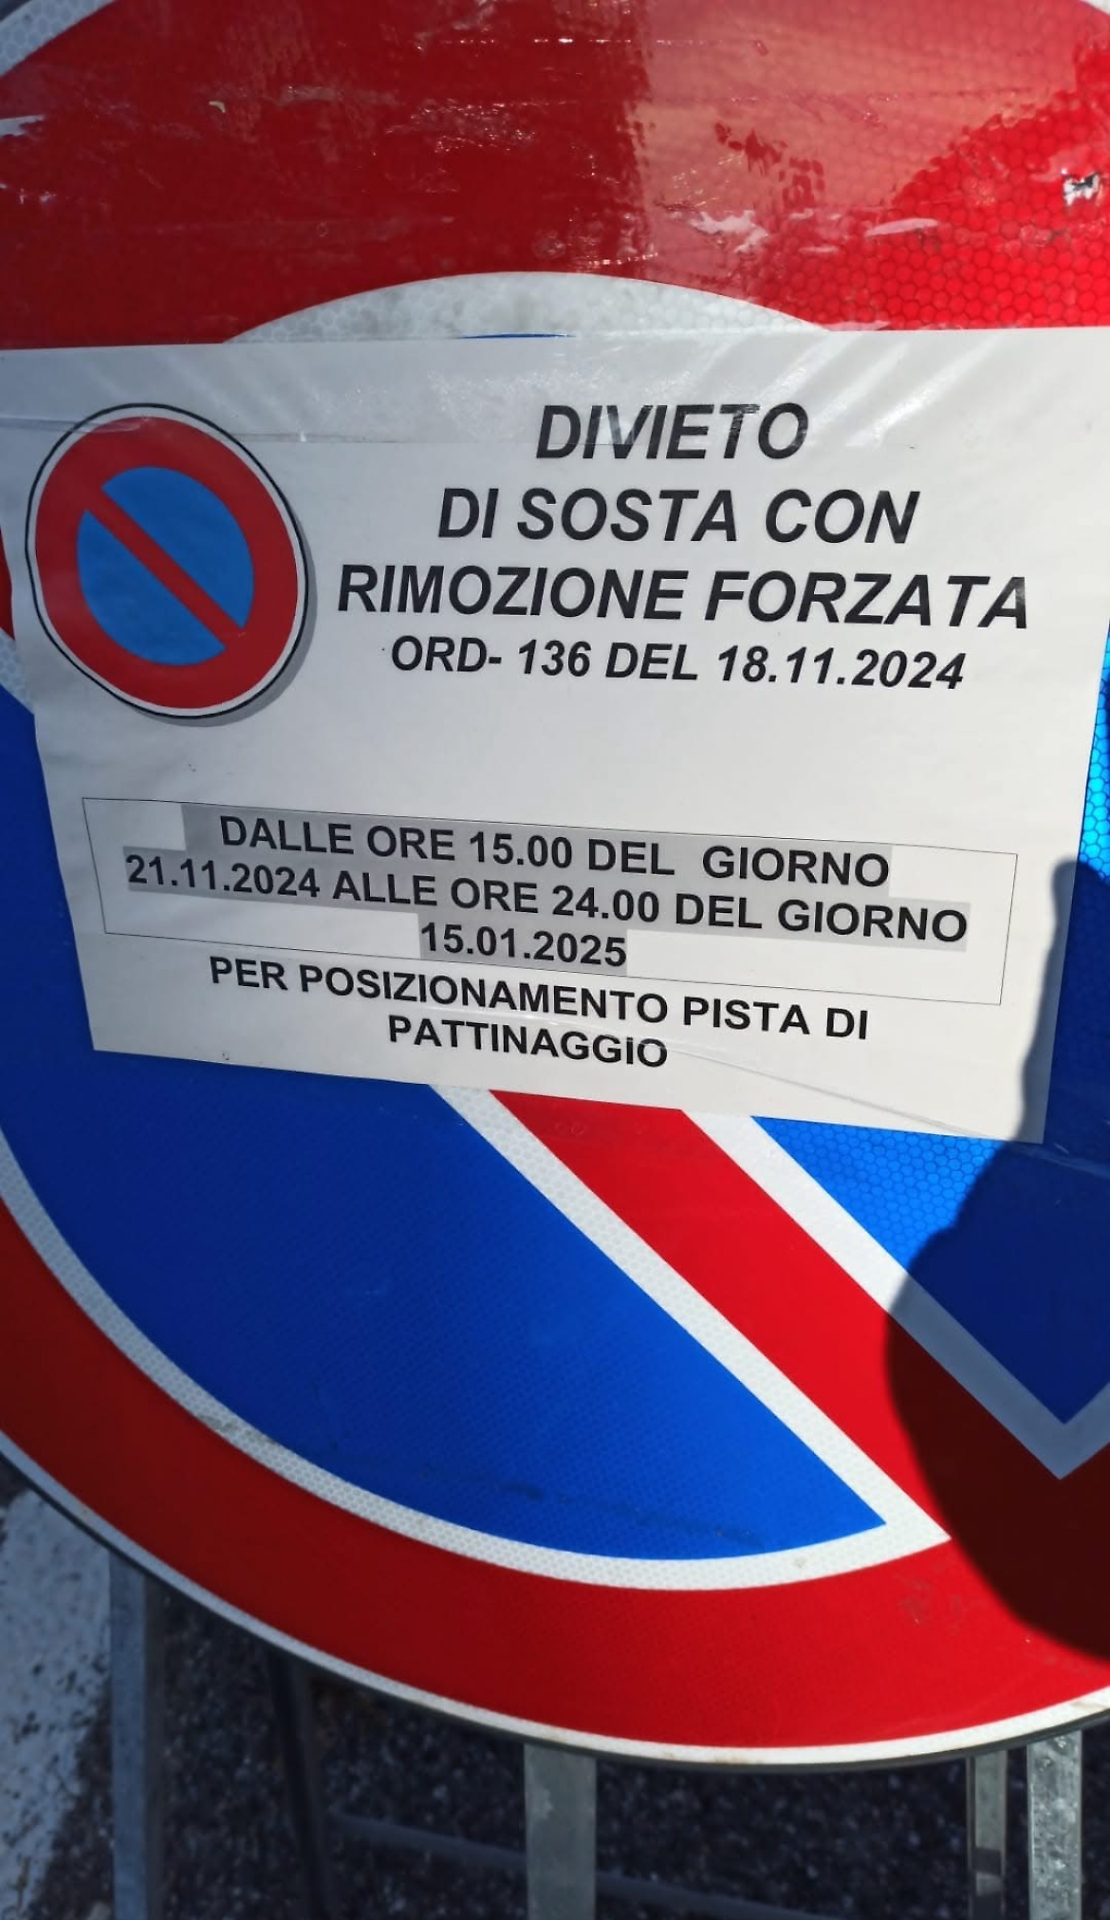 DIVIETO
DI SOSTA CON
RIMOZIONE FORZATA
ORD- 136 DEL 18.11.2024
DALLE ORE 15.00 DEL GIORNO
21.11.2024 ALLE ORE 24.00 DEL GIORNO
15.01.2025
PER POSIZIONAMENTO PISTA DI
PATTINAGGIO